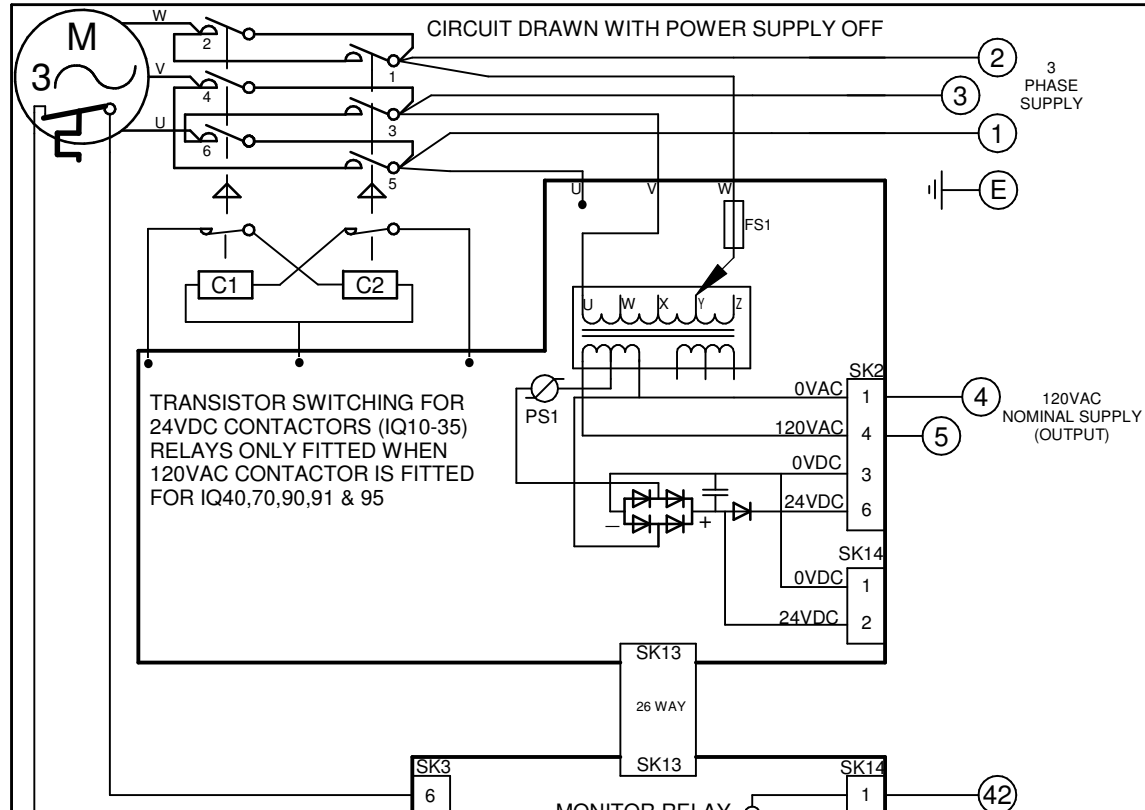 CIRCUIT DRAWN WITH POWER SUPPLY OFF
M
3
W
V
U
2
4
6
1
3
5
2
3
1
E
3
PHASE
SUPPLY
U
V
W
FS1
C1
C2
U
W
X
Y
Z
PS1
TRANSISTOR SWITCHING FOR
24VDC CONTACTORS (IQ10-35)
RELAYS ONLY FITTED WHEN
120VAC CONTACTOR IS FITTED
FOR IQ40,70,90,91 & 95
SK2
0VAC
1
4
120VAC
4
5
0VDC
3
24VDC
6
120VAC
NOMINAL SUPPLY
(OUTPUT)
–
+
SK14
0VDC
1
24VDC
2
SK13
26 WAY
SK13
SK3
6
MONITOR RELAY
SK14
1
42